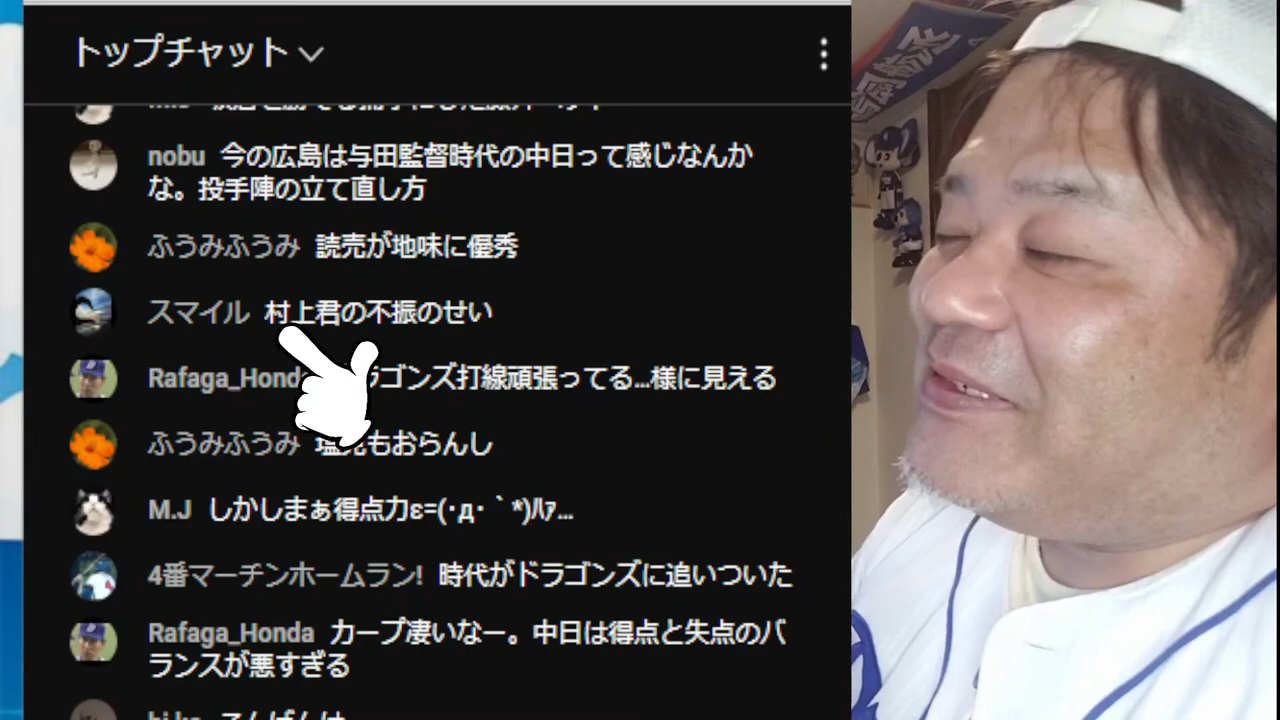 トップチャット
nobu 今の広島は与田監督時代の中日って感じなんか
な。投手陣の立て直し方
ふうみふうみ 読売が地味に優秀
スマイル 村上君の不振のせい
Rafaga_Honda ドラゴンズ打線頑張ってる...様に見える
ふうみふうみ 塩見もおらんし
M.J しかしまぁ得点力ε=(･д･｀*)ﾊｧ…
4番マーチンホームラン! 時代がドラゴンズに追いついた
Rafaga_Honda カープ凄いなー。中日は得点と失点のバ
ランスが悪すぎる